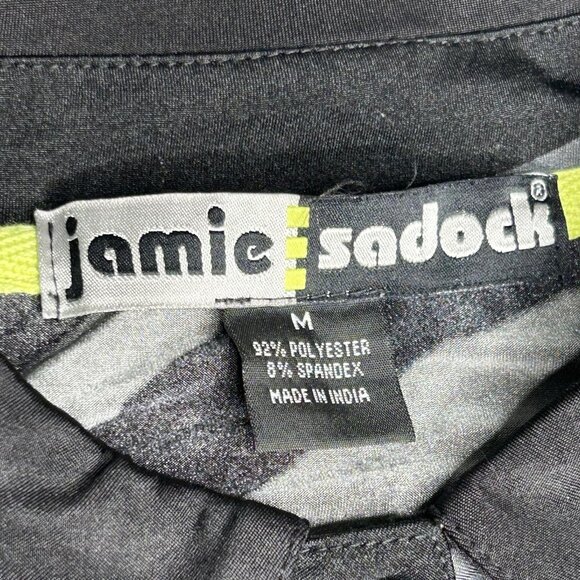 jamie sadock®
M
92% POLYESTER
8% SPANDEX
MADE IN INDIA